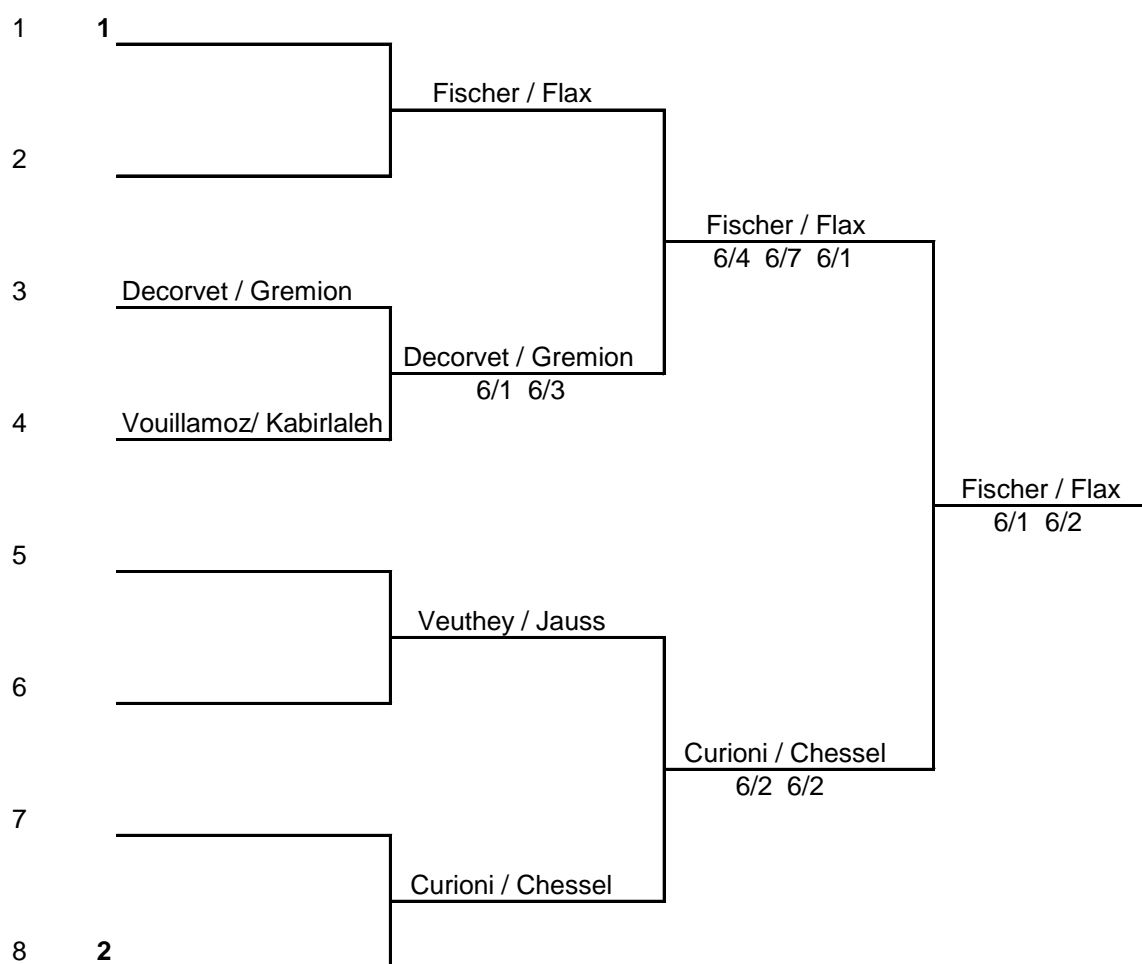 1 1
Fischer / Flax
2
Fischer / Flax
6/4 6/7 6/1
3 Decorvet / Gremion
Decorvet / Gremion
6/1 6/3
4 Vouillamoz/ Kabirlaleh
Fischer / Flax
6/1 6/2
5
Veuthey / Jauss
6
Curioni / Chessel
6/2 6/2
7
Curioni / Chessel
8 2